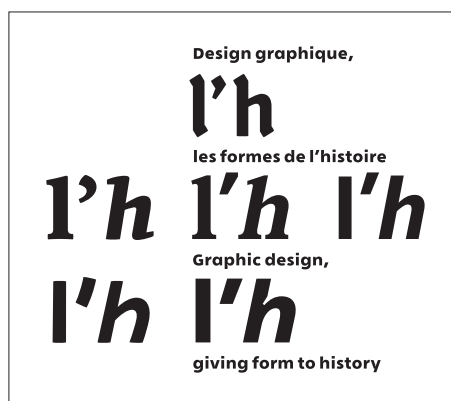 Design graphique,
l’h
les formes de l’histoire
l’h l’h l’h
Graphic design,
l’h l’h
giving form to history